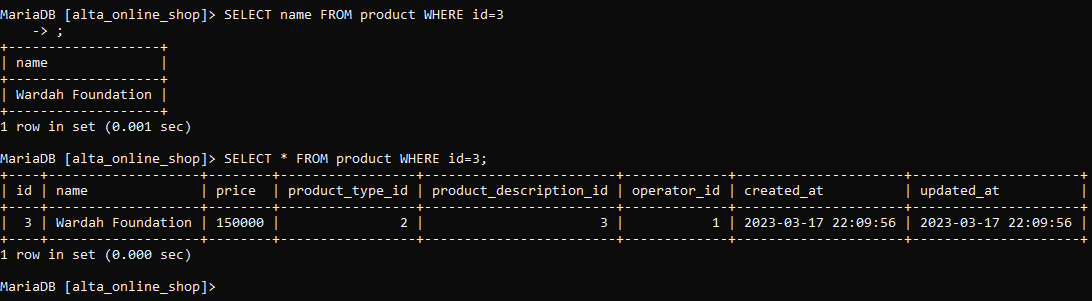 MariaDB [alta_online_shop]> SELECT name FROM product WHERE id=3
    -> ;
+-------------------+
| name              |
+-------------------+
| Wardah Foundation |
+-------------------+
1 row in set (0.001 sec)

MariaDB [alta_online_shop]> SELECT * FROM product WHERE id=3;
+----+-------------------+--------+-----------------+------------------------+-------------+---------------------+---------------------+
| id | name              | price  | product_type_id | product_description_id | operator_id | created_at          | updated_at          |
+----+-------------------+--------+-----------------+------------------------+-------------+---------------------+---------------------+
|  3 | Wardah Foundation | 150000 |               2 |                      3 |           1 | 2023-03-17 22:09:56 | 2023-03-17 22:09:56 |
+----+-------------------+--------+-----------------+------------------------+-------------+---------------------+---------------------+
1 row in set (0.000 sec)

MariaDB [alta_online_shop]>